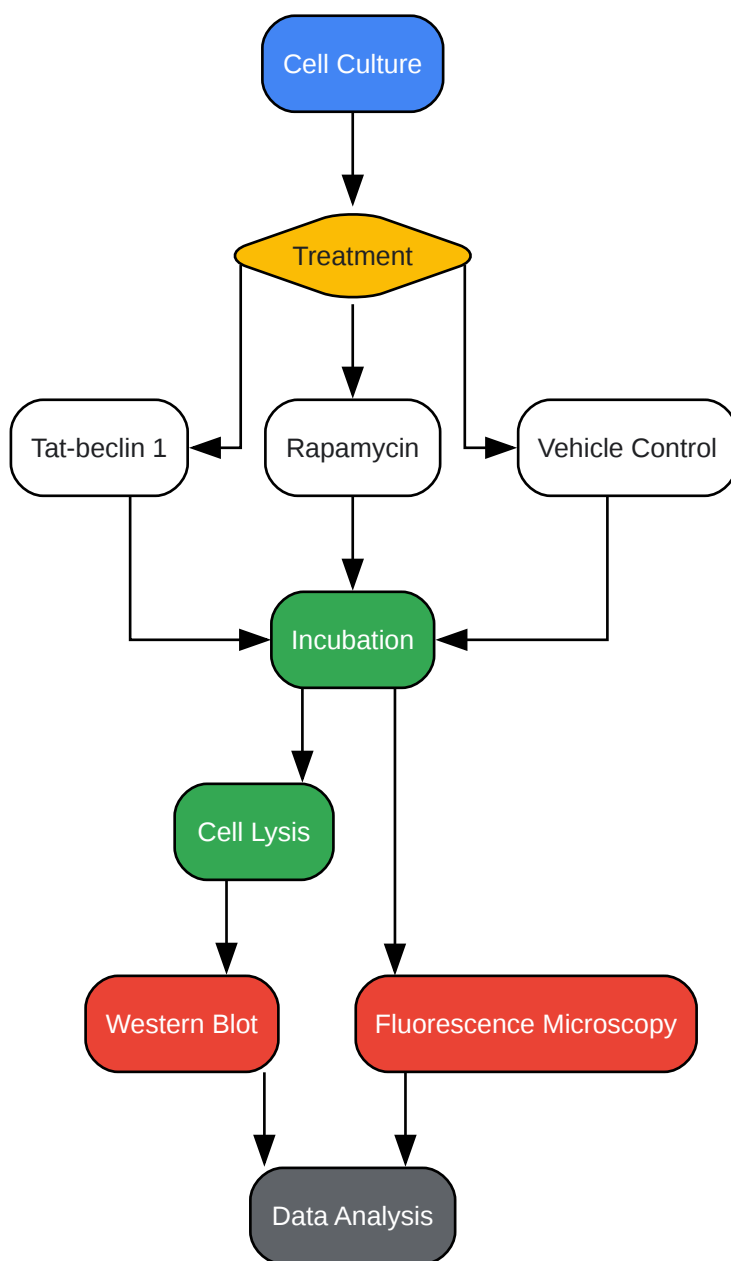 Cell Culture
Treatment
Tat-beclin 1
Rapamycin
Vehicle Control
Incubation
Cell Lysis
Western Blot
Fluorescence Microscopy
Data Analysis